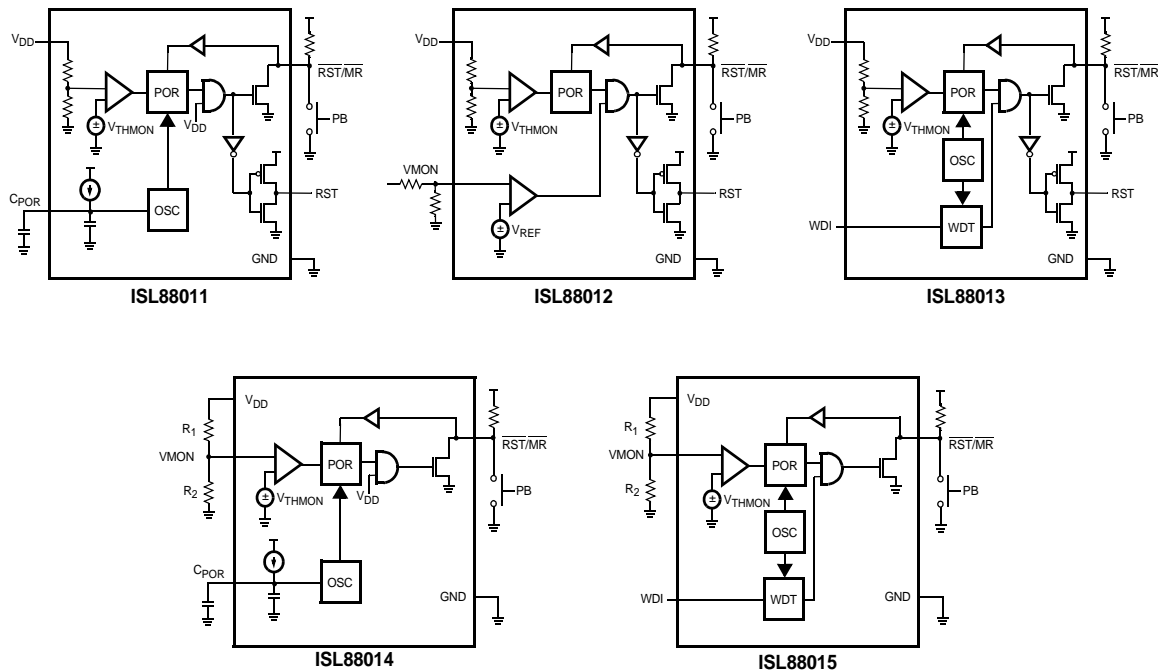 VDD
POR
RST/MR
VTHMON
VDD
PB
CPOR
OSC
RST
GND
ISL88011
VDD
POR
RST/MR
VTHMON
PB
VMON
RST
VREF
GND
ISL88012
VDD
POR
RST/MR
VTHMON
PB
OSC
RST
WDI
WDT
GND
ISL88013
VDD
R1
RST/MR
VMON
POR
R2
VTHMON
VDD
PB
CPOR
OSC
GND
ISL88014
VDD
R1
RST/MR
VMON
POR
R2
VTHMON
PB
OSC
WDI
WDT
GND
ISL88015